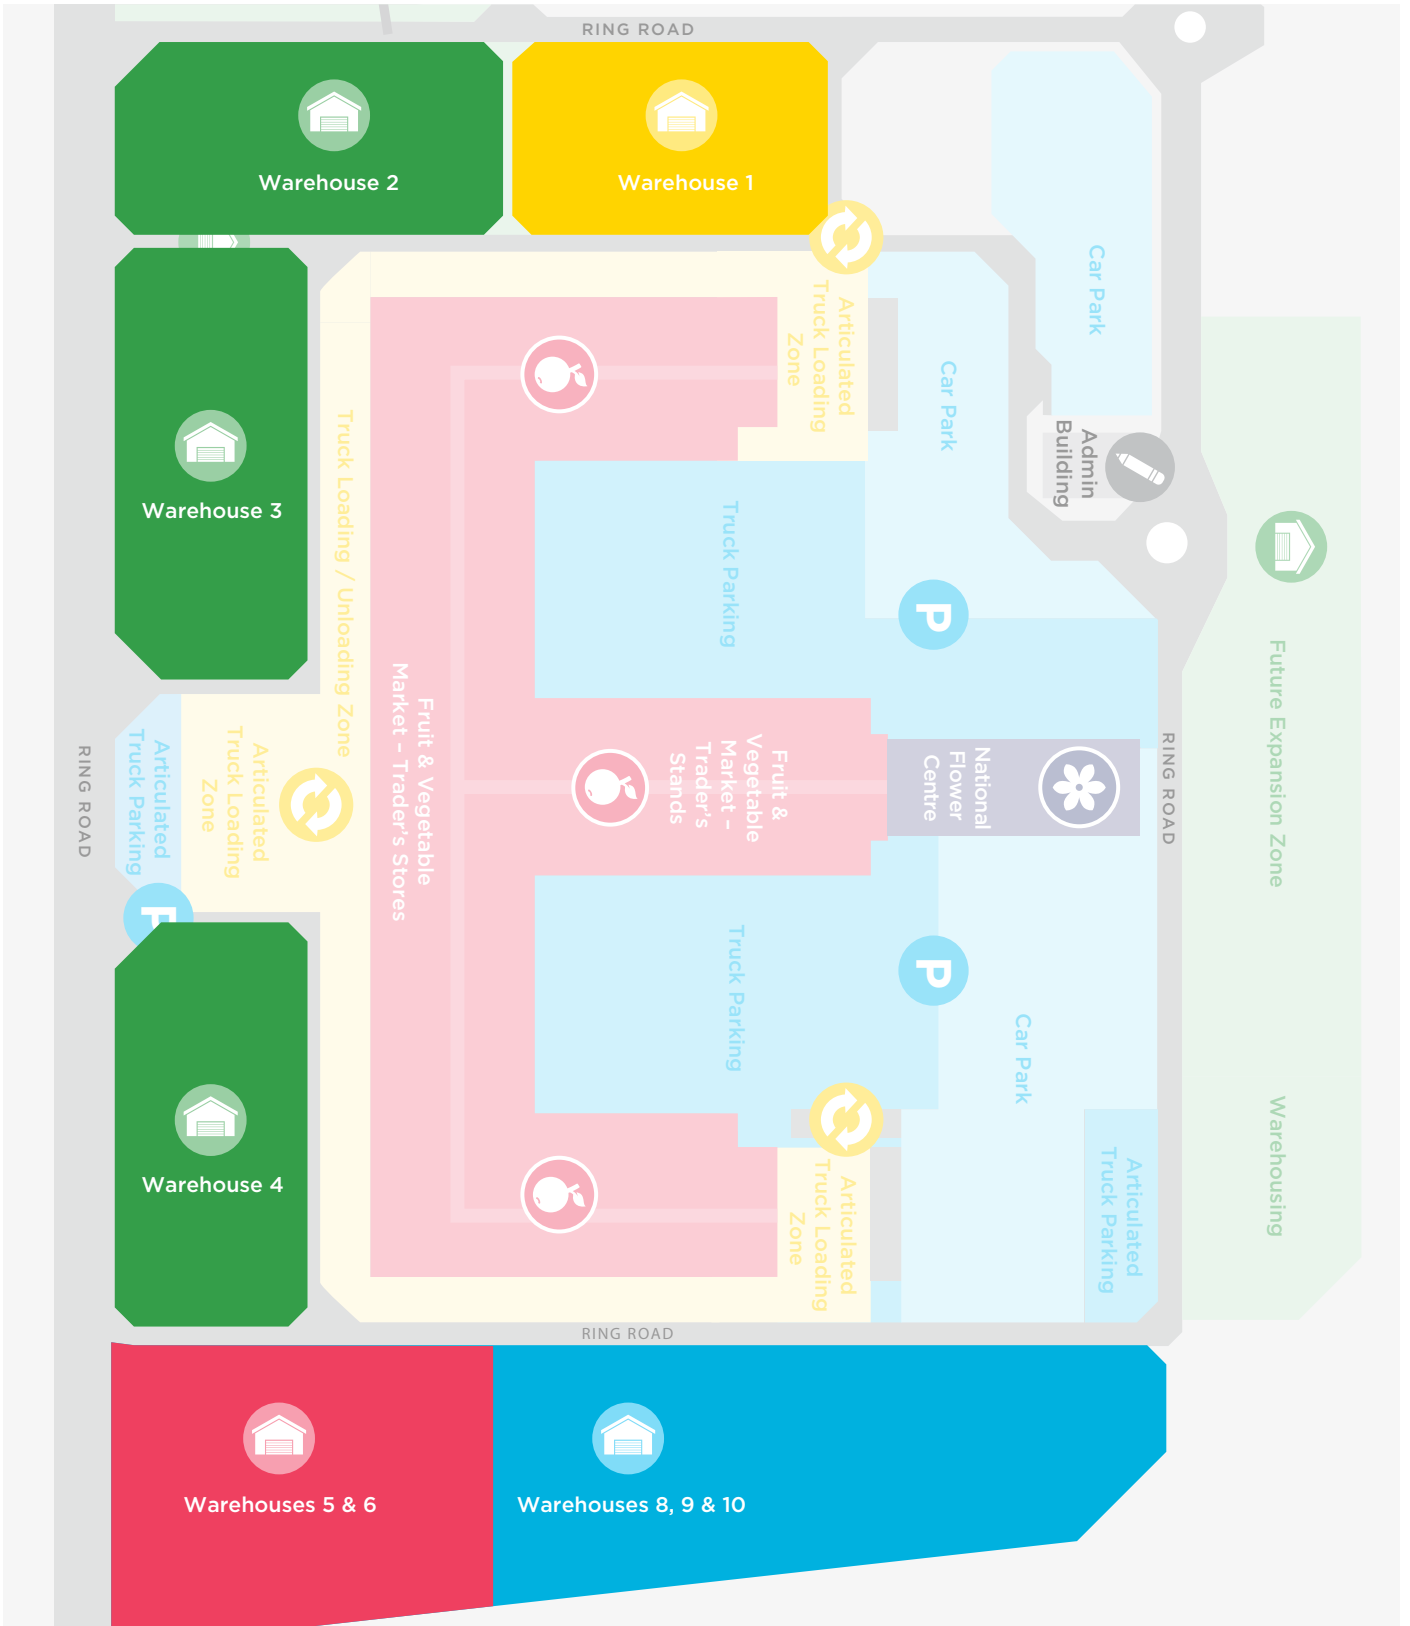 RING ROAD
Warehouse 2
Warehouse 1
Car Park
Articulated
Truck Loading
Zone
Car Park
Admin
Building
Warehouse 3
Truck Loading / Unloading Zone
Truck Parking
P
Future Expansion Zone
Warehousing
Fruit & Vegetable
Market – Trader's Stores
Fruit &
Vegetable
Market –
Trader's
Stands
National
Flower
Centre
RING ROAD
RING ROAD
Articulated
Truck Parking
Articulated
Truck Loading
Zone
P
Truck Parking
P
Car Park
Warehouse 4
Articulated
Truck Loading
Zone
Articulated
Truck Parking
RING ROAD
Warehouses 5 & 6
Warehouses 8, 9 & 10